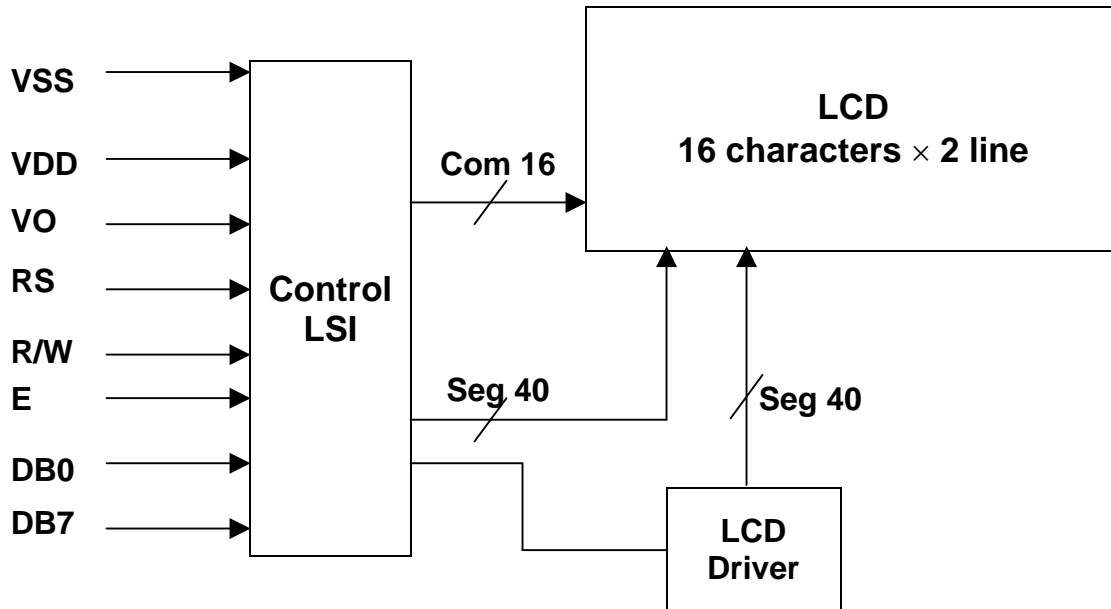 VSS
VDD
VO
RS
R/W
E
DB0
DB7
Control
LSI
Com 16
Seg 40
LCD
16 characters × 2 line
Seg 40
LCD
Driver